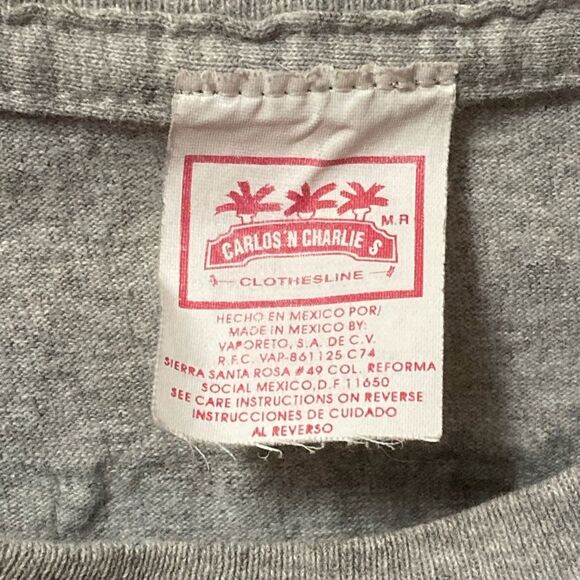 M.R
CARLOS'N CHARLIE'S
CLOTHESLINE
HECHO EN MEXICO POR/
MADE IN MEXICO BY:
VAPORETO, S.A. DE C.V.
R.F.C. VAP-861125 C74
SIERRA SANTA ROSA #49 COL. REFORMA
SOCIAL MEXICO, D.F 11650
SEE CARE INSTRUCTIONS ON REVERSE
INSTRUCCIONES DE CUIDADO
AL REVERSO